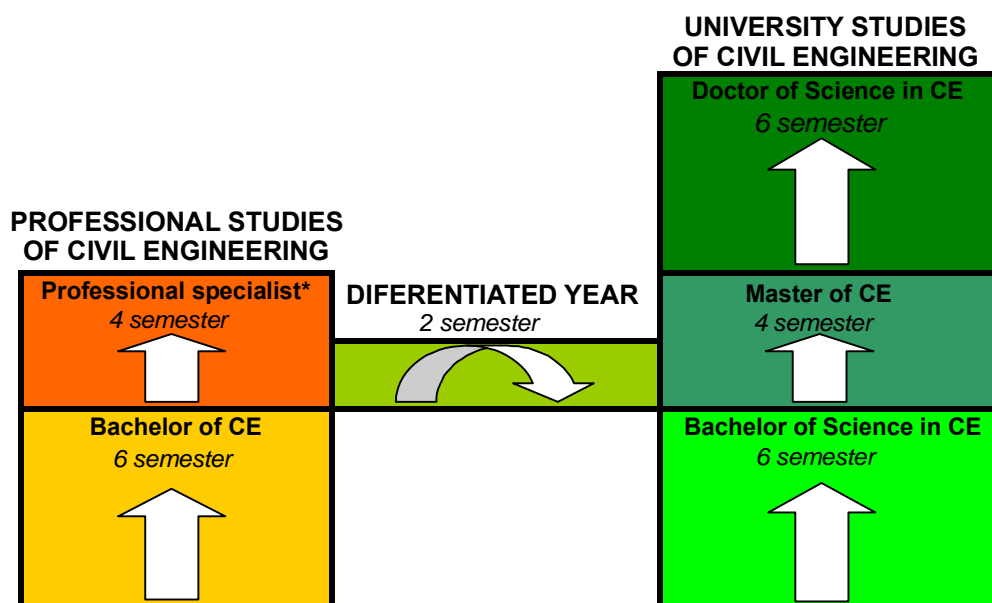 UNIVERSITY STUDIES
OF CIVIL ENGINEERING
Doctor of Science in CE
6 semester
PROFESSIONAL STUDIES
OF CIVIL ENGINEERING
Professional specialist*
4 semester
DIFERENTIATED YEAR
2 semester
Master of CE
4 semester
Bachelor of CE
6 semester
Bachelor of Science in CE
6 semester